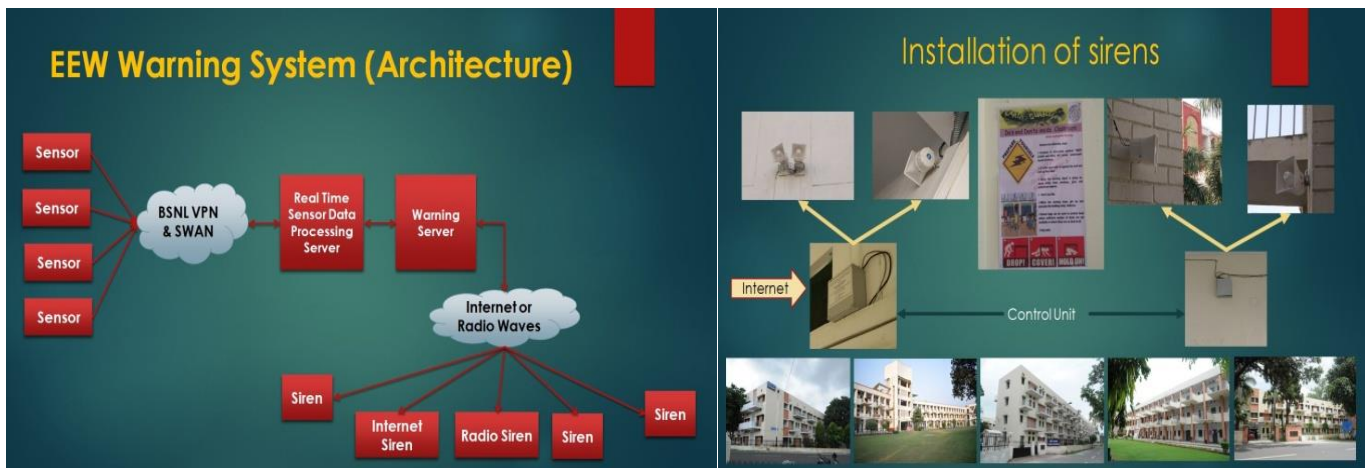 EEW Warning System (Architecture)
Sensor
Sensor
Sensor
Sensor
BSNL VPN
& SWAN
Real Time
Sensor Data
Processing
Server
Warning
Server
Internet or
Radio Waves
Siren
Internet
Siren
Radio Siren
Siren
Siren
Installation of sirens
Internet
Control Unit
DROP!
COVER!
HOLD ON!